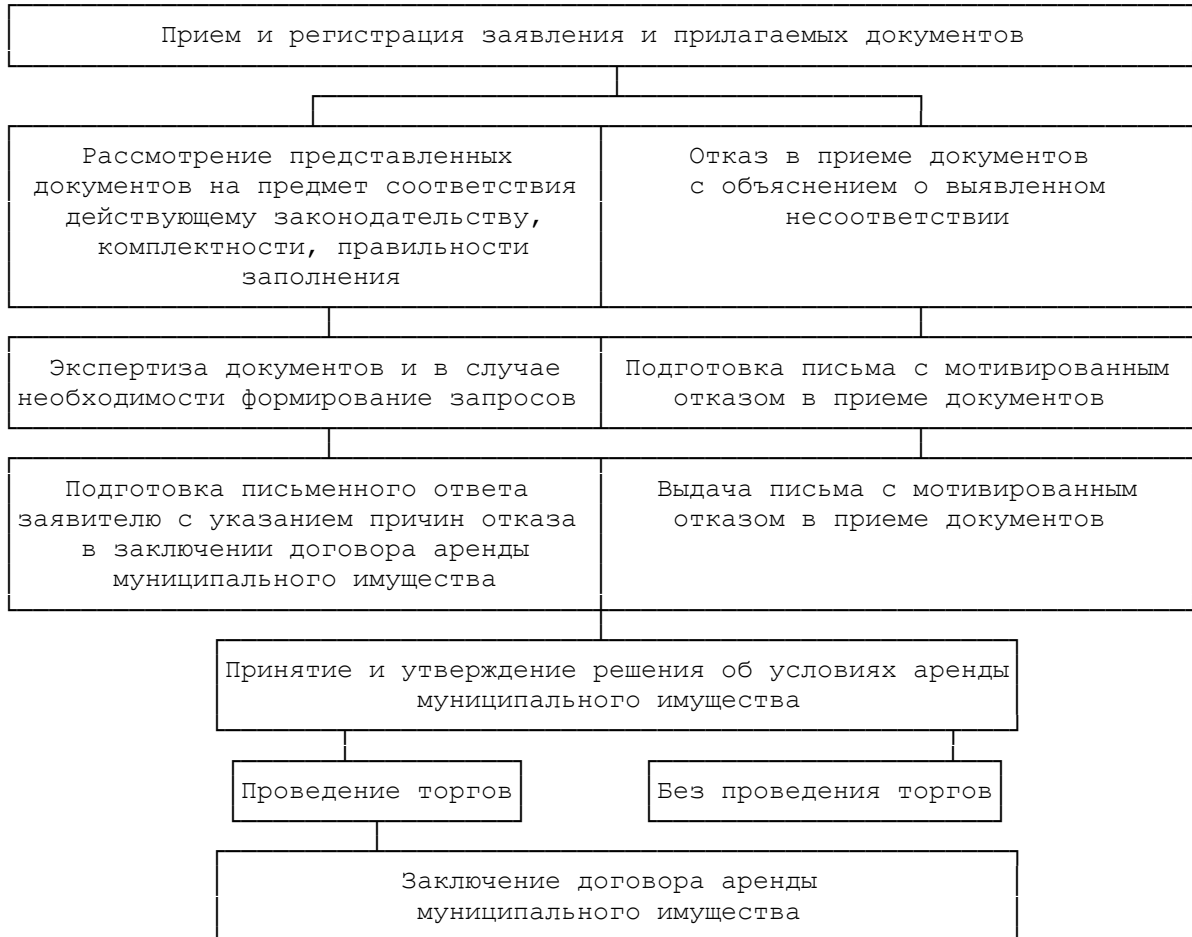 Прием и регистрация заявления и прилагаемых документов
Рассмотрение представленных
документов на предмет соответствия
действующему законодательству,
комплектности, правильности
заполнения
Отказ в приеме документов
с объяснением о выявленном
несоответствии
Экспертиза документов и в случае
необходимости формирование запросов
Подготовка письма с мотивированным
отказом в приеме документов
Подготовка письменного ответа
заявителю с указанием причин отказа
в заключении договора аренды
муниципального имущества
Выдача письма с мотивированным
отказом в приеме документов
Принятие и утверждение решения об условиях аренды
муниципального имущества
Проведение торгов
Без проведения торгов
Заключение договора аренды
муниципального имущества